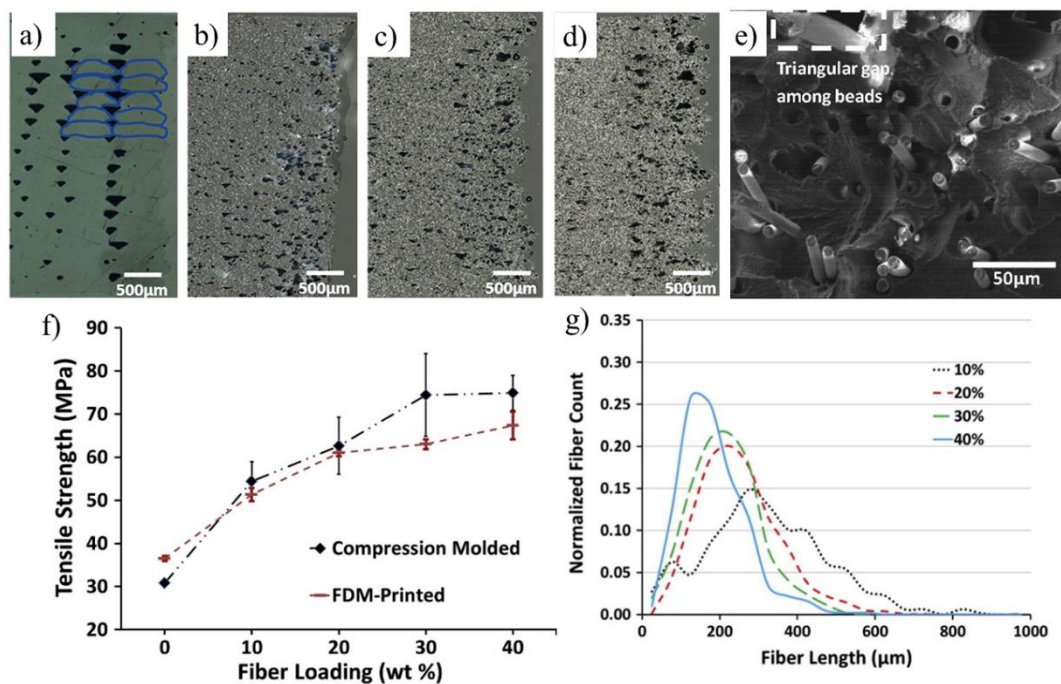 a)
b)
c)
d)
e)
Triangular gap
among beads
500µm
500µm
500µm
500µm
50µm
f)
90
80
70
60
50
40
30
20
Tensile Strength (MPa)
Compression Molded
FDM-Printed
0 10 20 30 40
Fiber Loading (wt %)
g)
0.35
0.30
0.25
0.20
0.15
0.10
0.05
0.00
Normalized Fiber Count
10%
20%
30%
40%
0 200 400 600 800 1000
Fiber Length (µm)